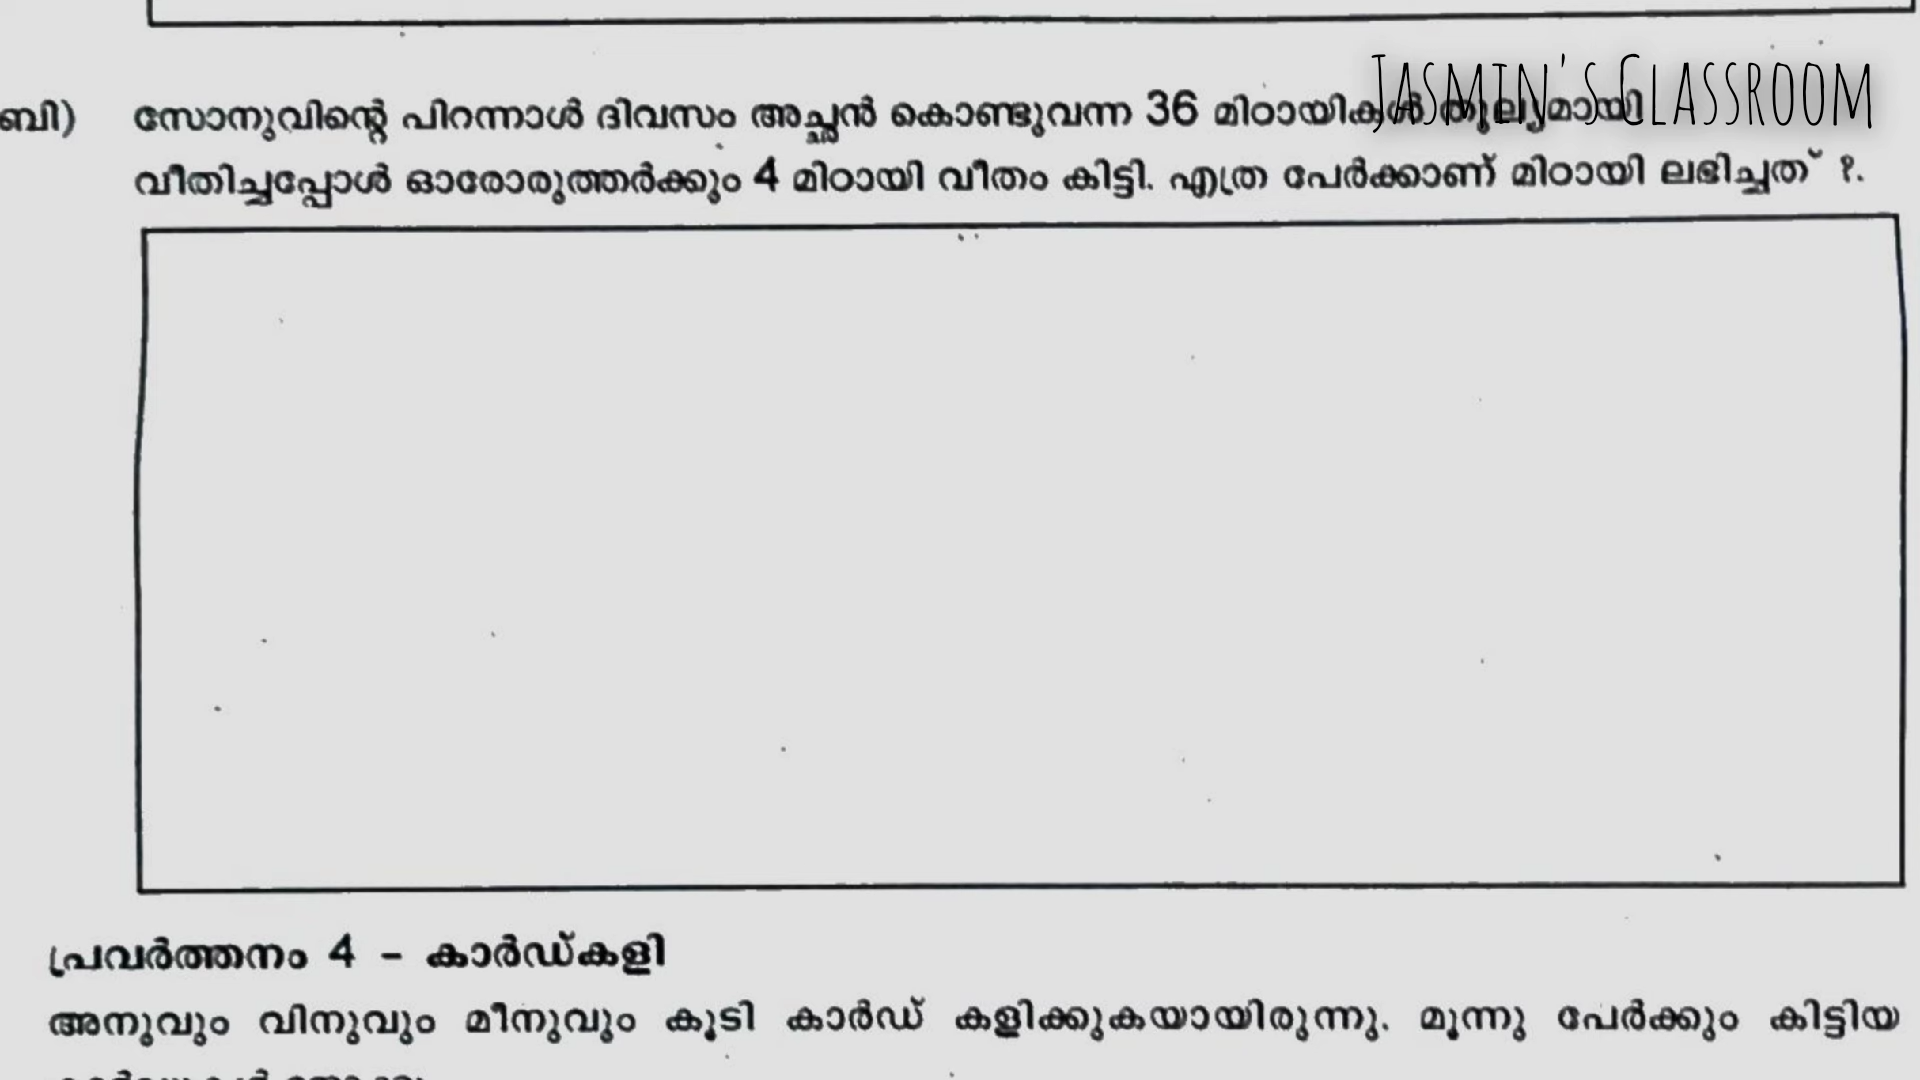 JASMIN'S CLASSROOM
ബി) സോനുവിന്റെ പിറന്നാൾ ദിവസം അച്ഛൻ കൊണ്ടുവന്ന 36 മിഠായികൾ തുല്യമായി
വീതിച്ചപ്പോൾ ഓരോരുത്തർക്കും 4 മിഠായി വീതം കിട്ടി. എത്ര പേർക്കാണ് മിഠായി ലഭിച്ചത് ?.
പ്രവർത്തനം 4 - കാർഡ്കളി
അനുവും വിനുവും മീനുവും കൂടി കാർഡ് കളിക്കുകയായിരുന്നു. മൂന്നു പേർക്കും കിട്ടിയ